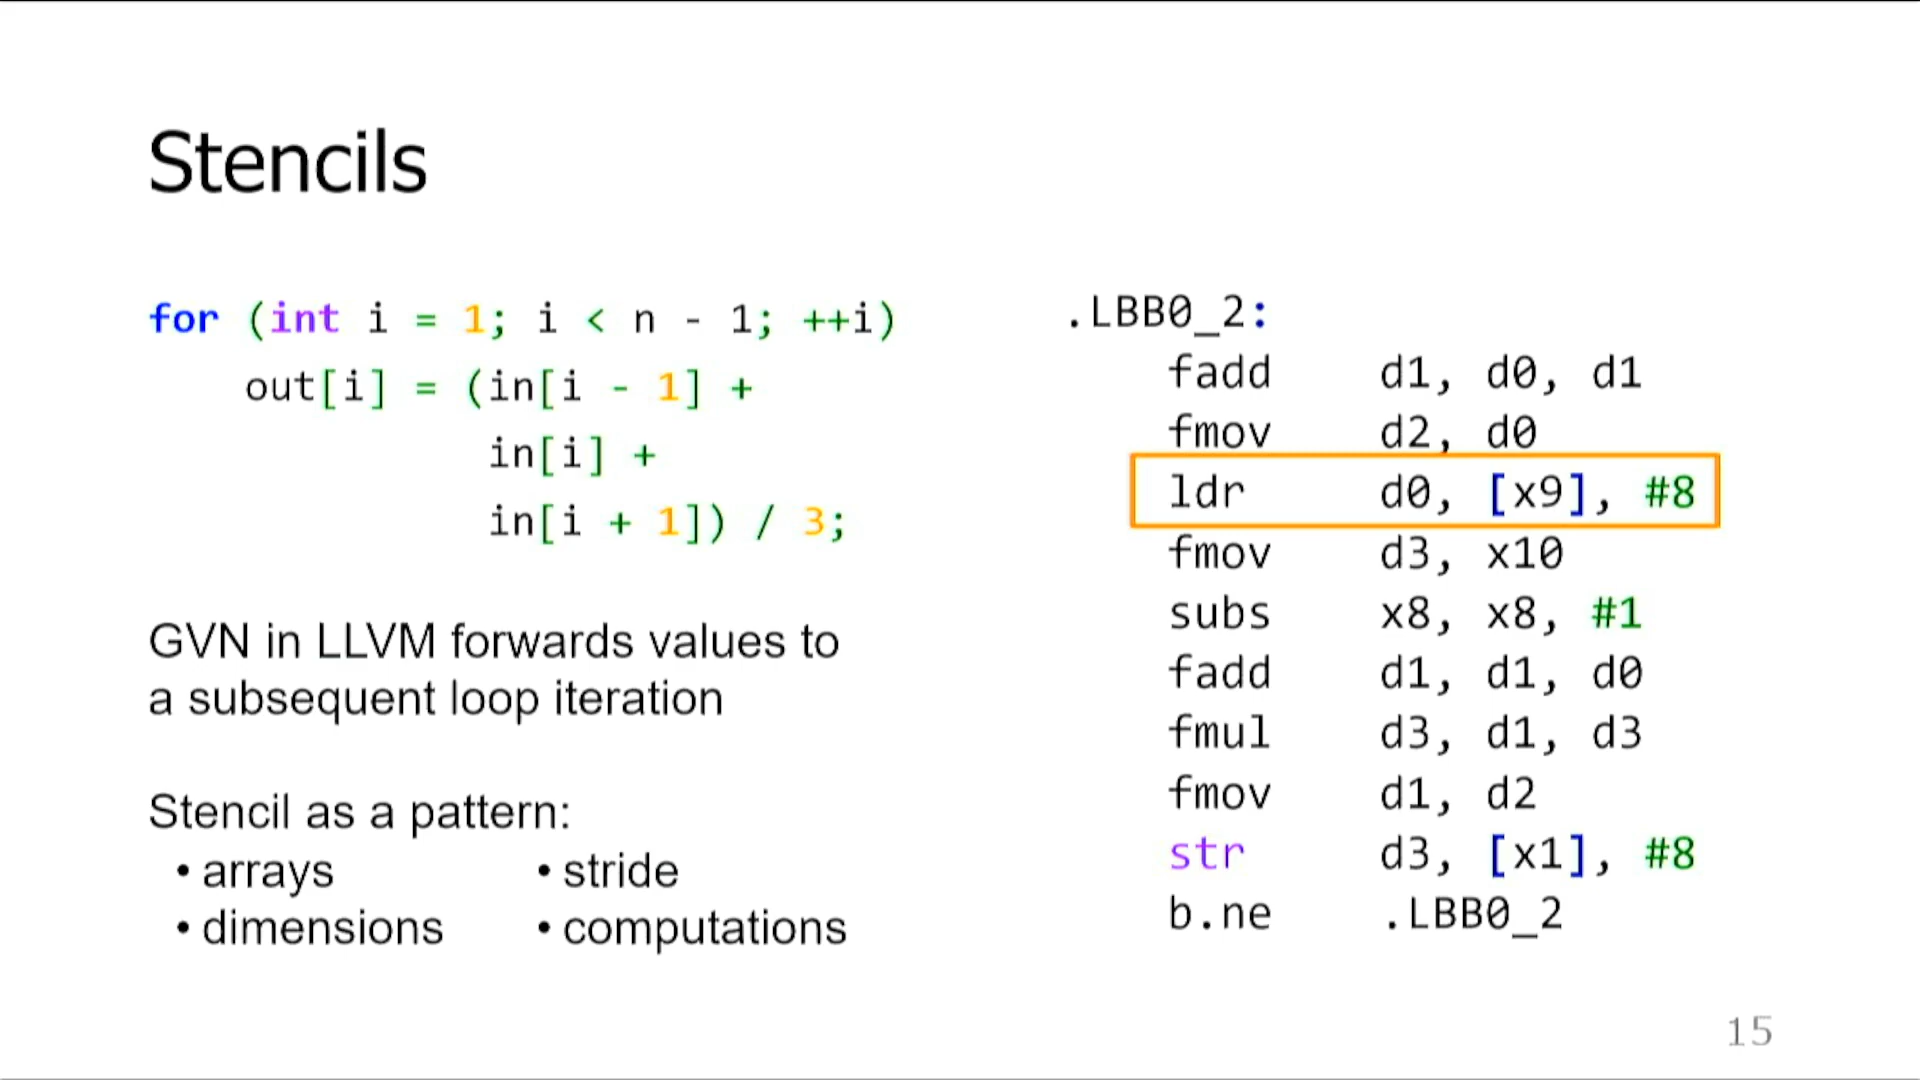 Stencils
for (int i = 1; i < n - 1; ++i)
out[i] = (in[i - 1] +
in[i] +
in[i + 1]) / 3;
GVN in LLVM forwards values to
a subsequent loop iteration
Stencil as a pattern:
• arrays
• dimensions
• stride
• computations
.LBB0_2:
fadd d1, d0, d1
fmov d2, d0
ldr d0, [x9], #8
fmov d3, x10
subs x8, x8, #1
fadd d1, d1, d0
fmul d3, d1, d3
fmov d1, d2
str d3, [x1], #8
b.ne .LBB0_2
15